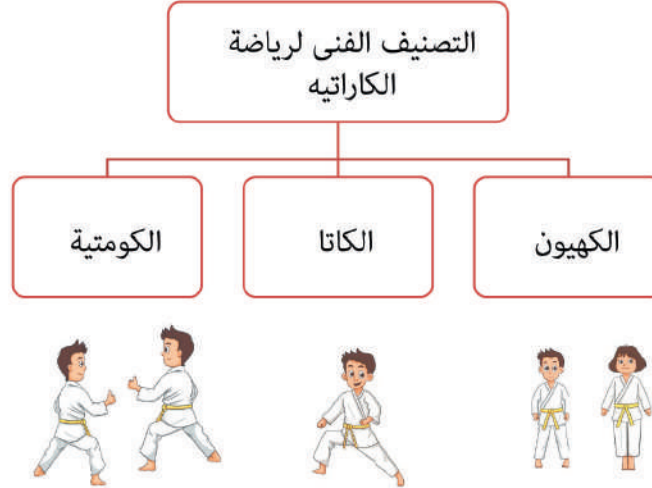 التصنيف الفنى لرياضة
الكاراتيه
الكهيون
الكاتا
الكومتية